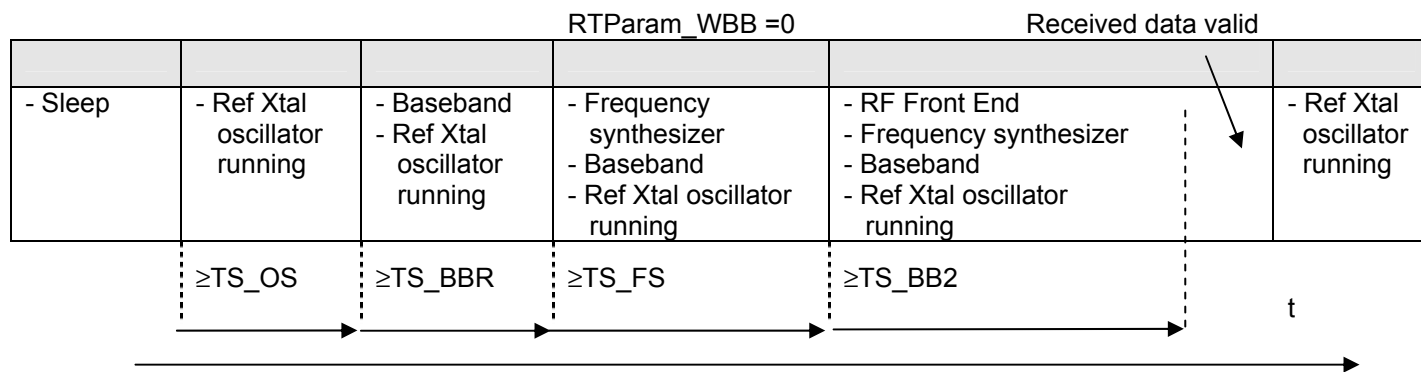 RTParam_WBB =0
Received data valid
- Sleep
- Ref Xtal
oscillator
running
- Baseband
- Ref Xtal
oscillator
running
- Frequency
synthesizer
- Baseband
- Ref Xtal oscillator
running
- RF Front End
- Frequency synthesizer
- Baseband
- Ref Xtal oscillator
running
- Ref Xtal
oscillator
running
≥TS_OS
≥TS_BBR
≥TS_FS
≥TS_BB2
t